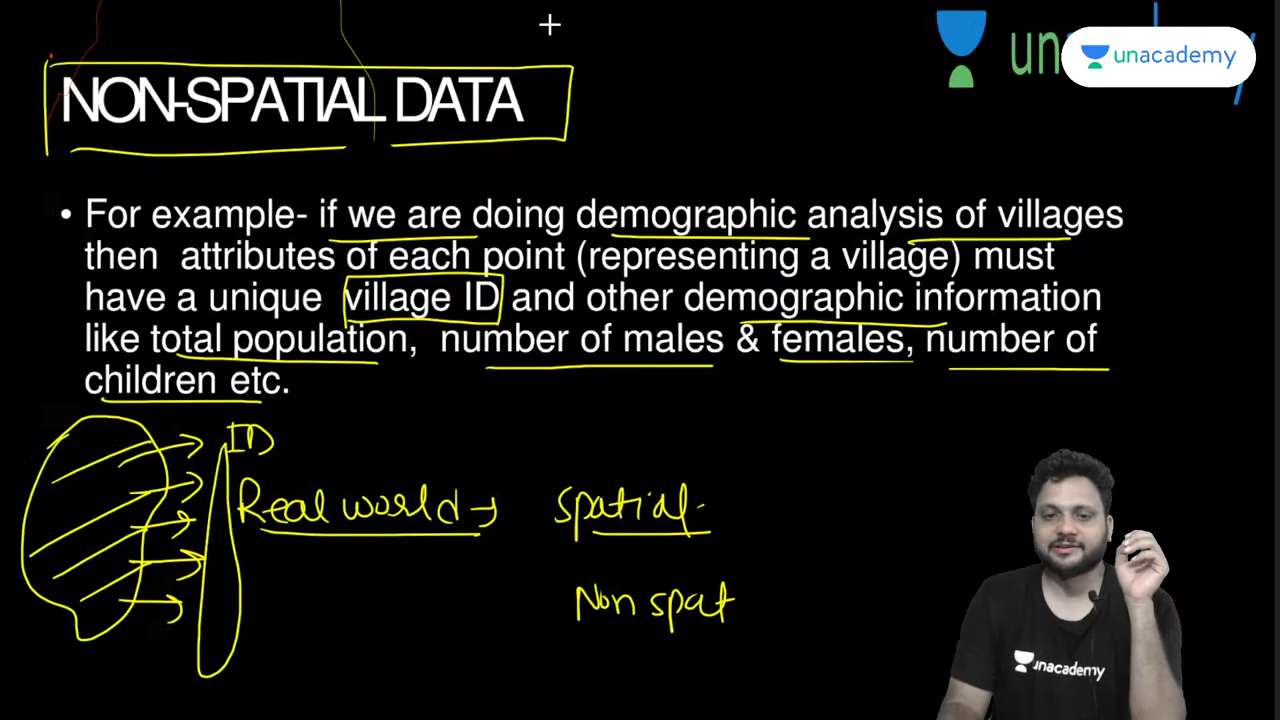 una
unacademy
NON-SPATIAL DATA
• For example- if we are doing demographic analysis of villages
then attributes of each point (representing a village) must
have a unique village ID and other demographic information
like total population, number of males & females, number of
children etc.
ID
Real world → spatial
Non spat
unacademy